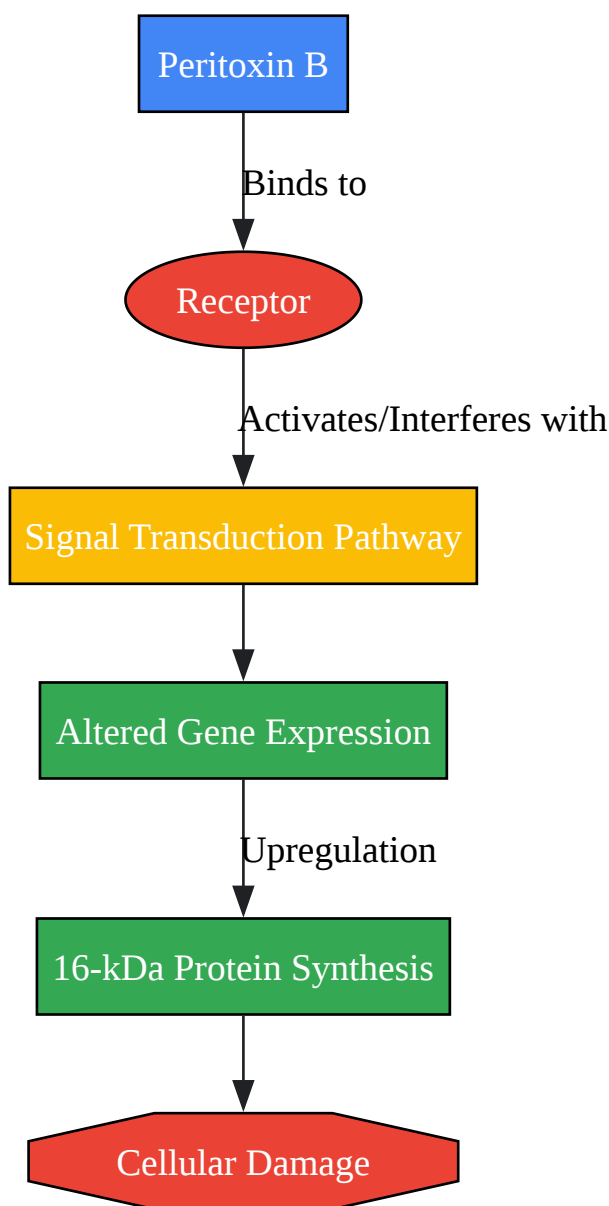 Peritoxin B
Binds to
Receptor
Activates/Interferes with
Signal Transduction Pathway
Altered Gene Expression
Upregulation
16-kDa Protein Synthesis
Cellular Damage